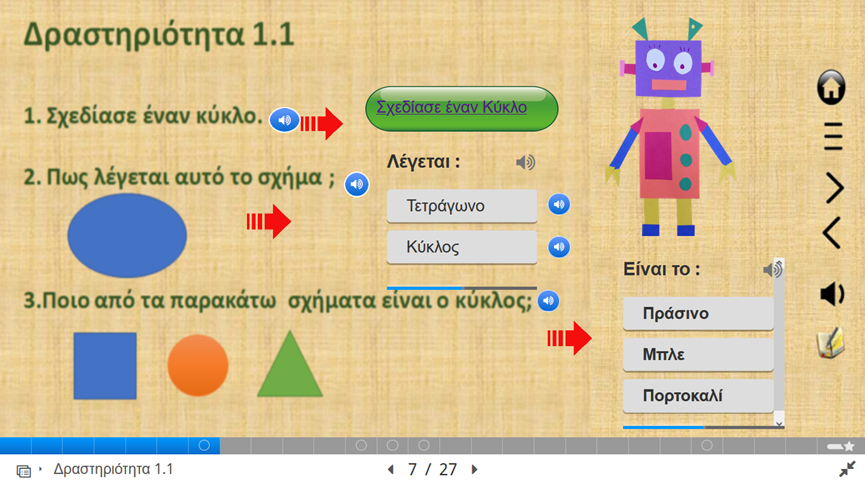 Δραστηριότητα 1.1
1. Σχεδίασε έναν κύκλο.
Σχεδίασε έναν Κύκλο
2. Πως λέγεται αυτό το σχήμα ;
Λέγεται :
Τετράγωνο
Κύκλος
3.Ποιο από τα παρακάτω σχήματα είναι ο κύκλος;
Είναι το :
Πράσινο
Μπλε
Πορτοκαλί
Δραστηριότητα 1.1
7 / 27